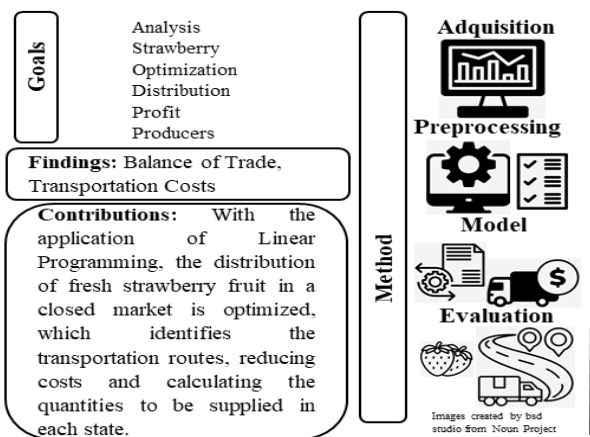 Goals
Analysis
Strawberry
Optimization
Distribution
Profit
Producers
Findings: Balance of Trade,
Transportation Costs
Contributions: With the
application of Linear
Programming, the distribution
of fresh strawberry fruit in a
closed market is optimized,
which identifies the
transportation routes, reducing
costs and calculating the
quantities to be supplied in
each state.
Method
Adquisition
Preprocessing
Model
$
Evaluation
Images created by bsd
studio from Noun Project